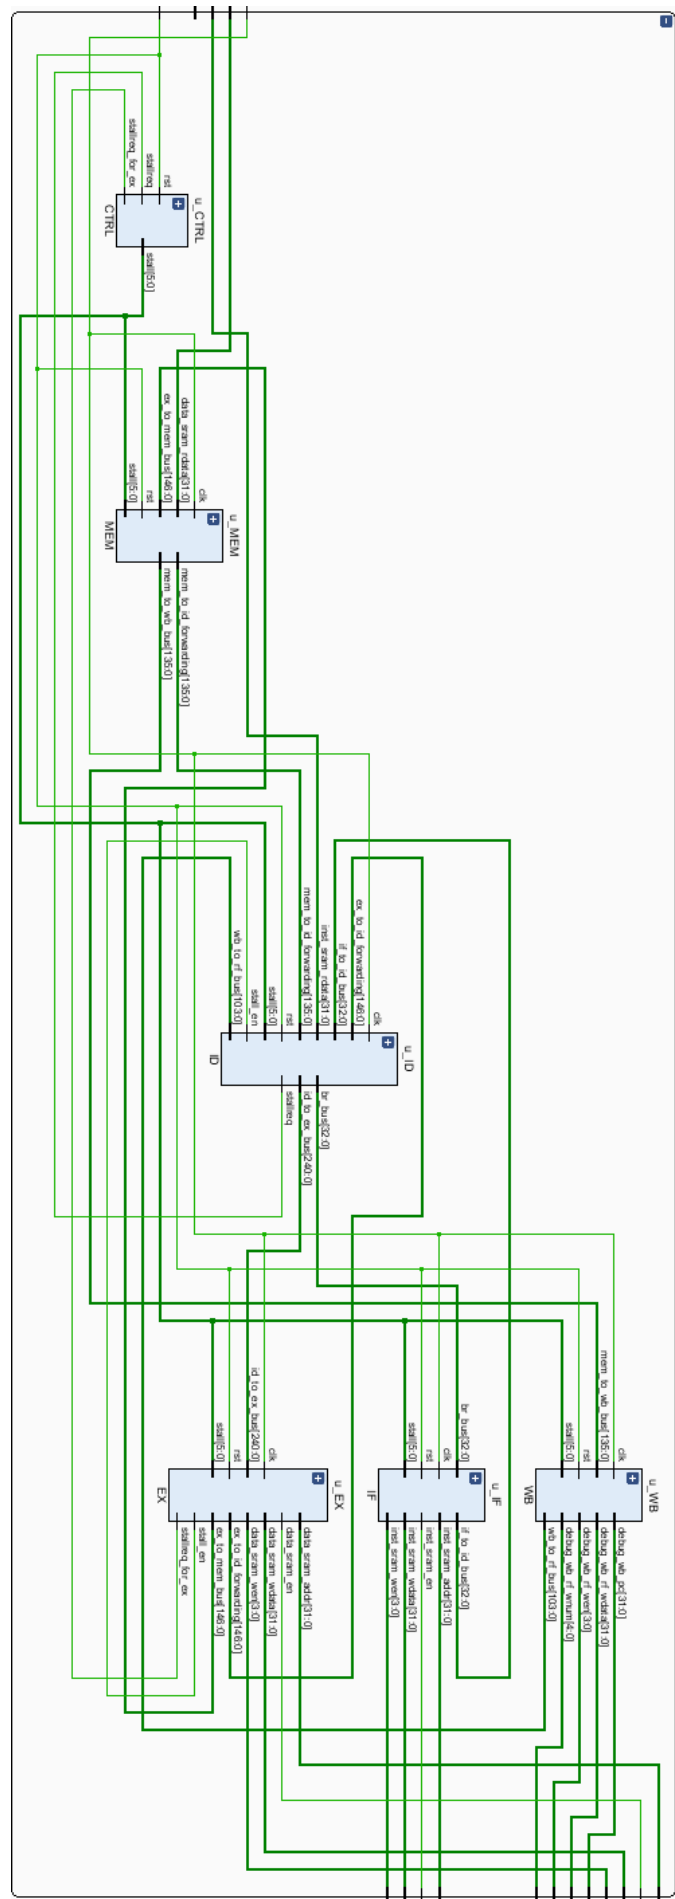 stallreq_for_ex
stallreq
rst
u_CTRL
CTRL
stall[5:0]
stall[5:0]
rst
ex_to_mem_bus[146:0]
data_sram_rdata[31:0]
clk
u_MEM
MEM
mem_to_wb_bus[135:0]
mem_to_id_forwarding[135:0]
wb_to_rf_bus[103:0]
stall_en
stall[5:0]
rst
mem_to_id_forwarding[135:0]
inst_sram_rdata[31:0]
if_to_id_bus[32:0]
ex_to_id_forwarding[146:0]
clk
u_ID
ID
stallreq
id_to_ex_bus[240:0]
br_bus[32:0]
stall[5:0]
rst
id_to_ex_bus[240:0]
clk
u_EX
EX
stallreq_for_ex
stall_en
ex_to_mem_bus[146:0]
ex_to_id_forwarding[146:0]
data_sram_wen[3:0]
data_sram_wdata[31:0]
data_sram_en
data_sram_addr[31:0]
stall[5:0]
rst
clk
br_bus[32:0]
u_IF
IF
inst_sram_wen[3:0]
inst_sram_wdata[31:0]
inst_sram_en
inst_sram_addr[31:0]
if_to_id_bus[32:0]
stall[5:0]
rst
mem_to_wb_bus[135:0]
clk
u_WB
WB
wb_to_rf_bus[103:0]
debug_wb_rf_wnum[4:0]
debug_wb_rf_wen[3:0]
debug_wb_rf_wdata[31:0]
debug_wb_pc[31:0]